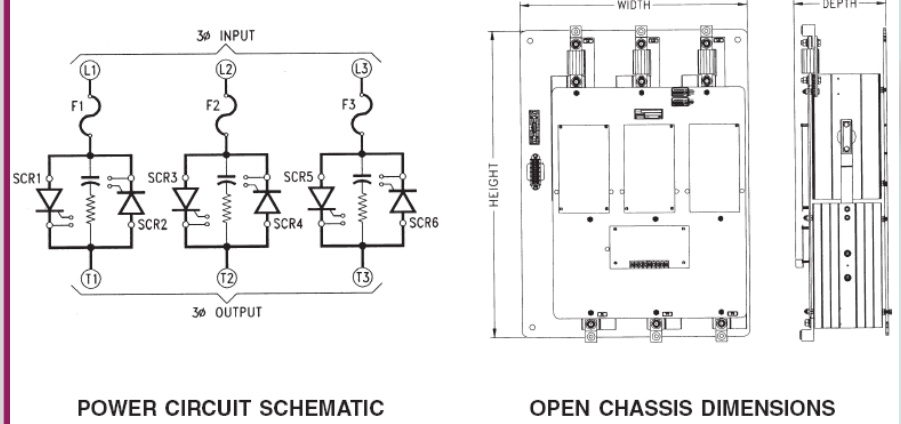 3ø INPUT
L1 L2 L3
F1 F2 F3
SCR1 SCR3 SCR5
SCR2 SCR4 SCR6
T1 T2 T3
3ø OUTPUT
POWER CIRCUIT SCHEMATIC
WIDTH
DEPTH
HEIGHT
OPEN CHASSIS DIMENSIONS